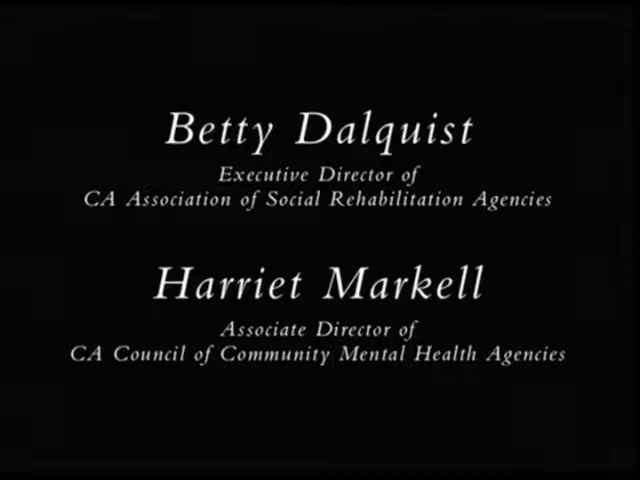 Betty Dalquist
Executive Director of
CA Association of Social Rehabilitation Agencies
Harriet Markell
Associate Director of
CA Council of Community Mental Health Agencies